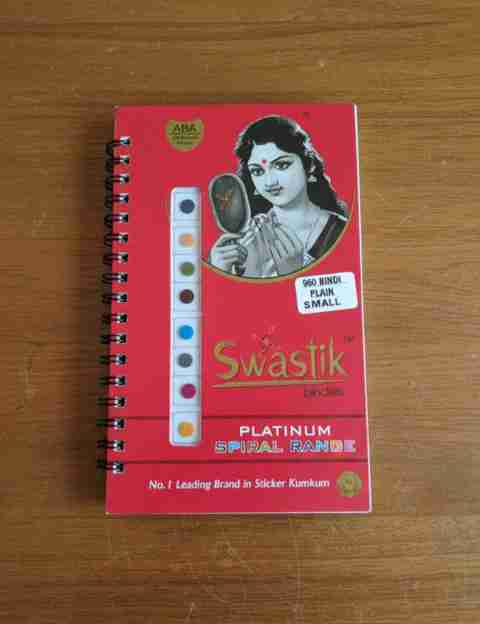 ABA
960 BINDI
PLAIN
SMALL
Swastik
bindies
PLATINUM
SPIRAL RANGE
No. 1 Leading Brand in Sticker Kumkum